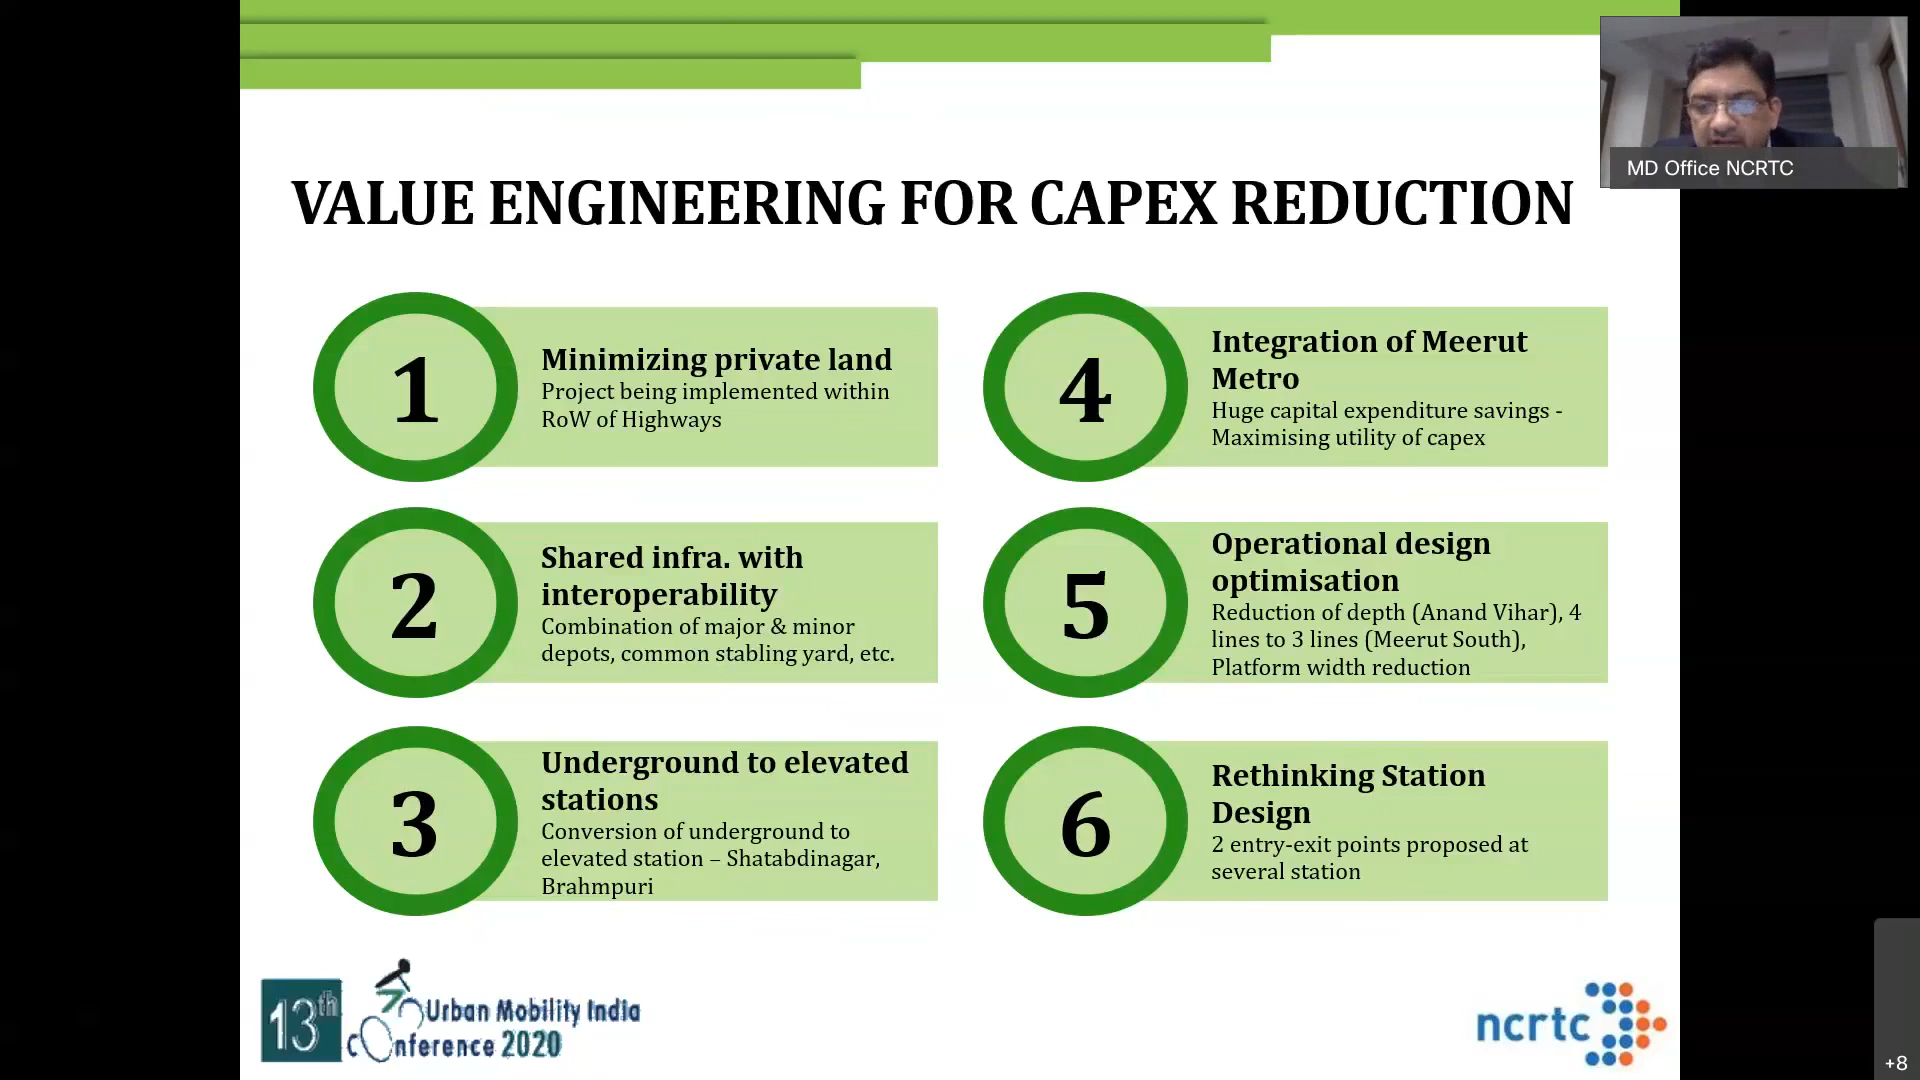 MD Office NCRTC
VALUE ENGINEERING FOR CAPEX REDUCTION
1
Minimizing private land
Project being implemented within
RoW of Highways
2
Shared infra. with
interoperability
Combination of major & minor
depots, common stabling yard, etc.
3
Underground to elevated
stations
Conversion of underground to
elevated station – Shatabdinagar,
Brahmpuri
4
Integration of Meerut
Metro
Huge capital expenditure savings -
Maximising utility of capex
5
Operational design
optimisation
Reduction of depth (Anand Vihar), 4
lines to 3 lines (Meerut South),
Platform width reduction
6
Rethinking Station
Design
2 entry-exit points proposed at
several station
13th
Urban Mobility India
Conference 2020
ncrtc
+8